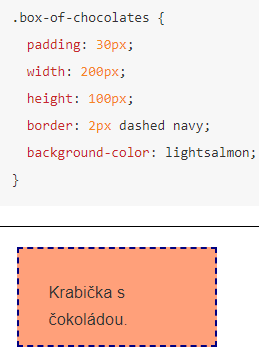 .box-of-chocolates {
padding: 30px;
width: 200px;
height: 100px;
border: 2px dashed navy;
background-color: lightsalmon;
}
Krabička s
čokoládou.